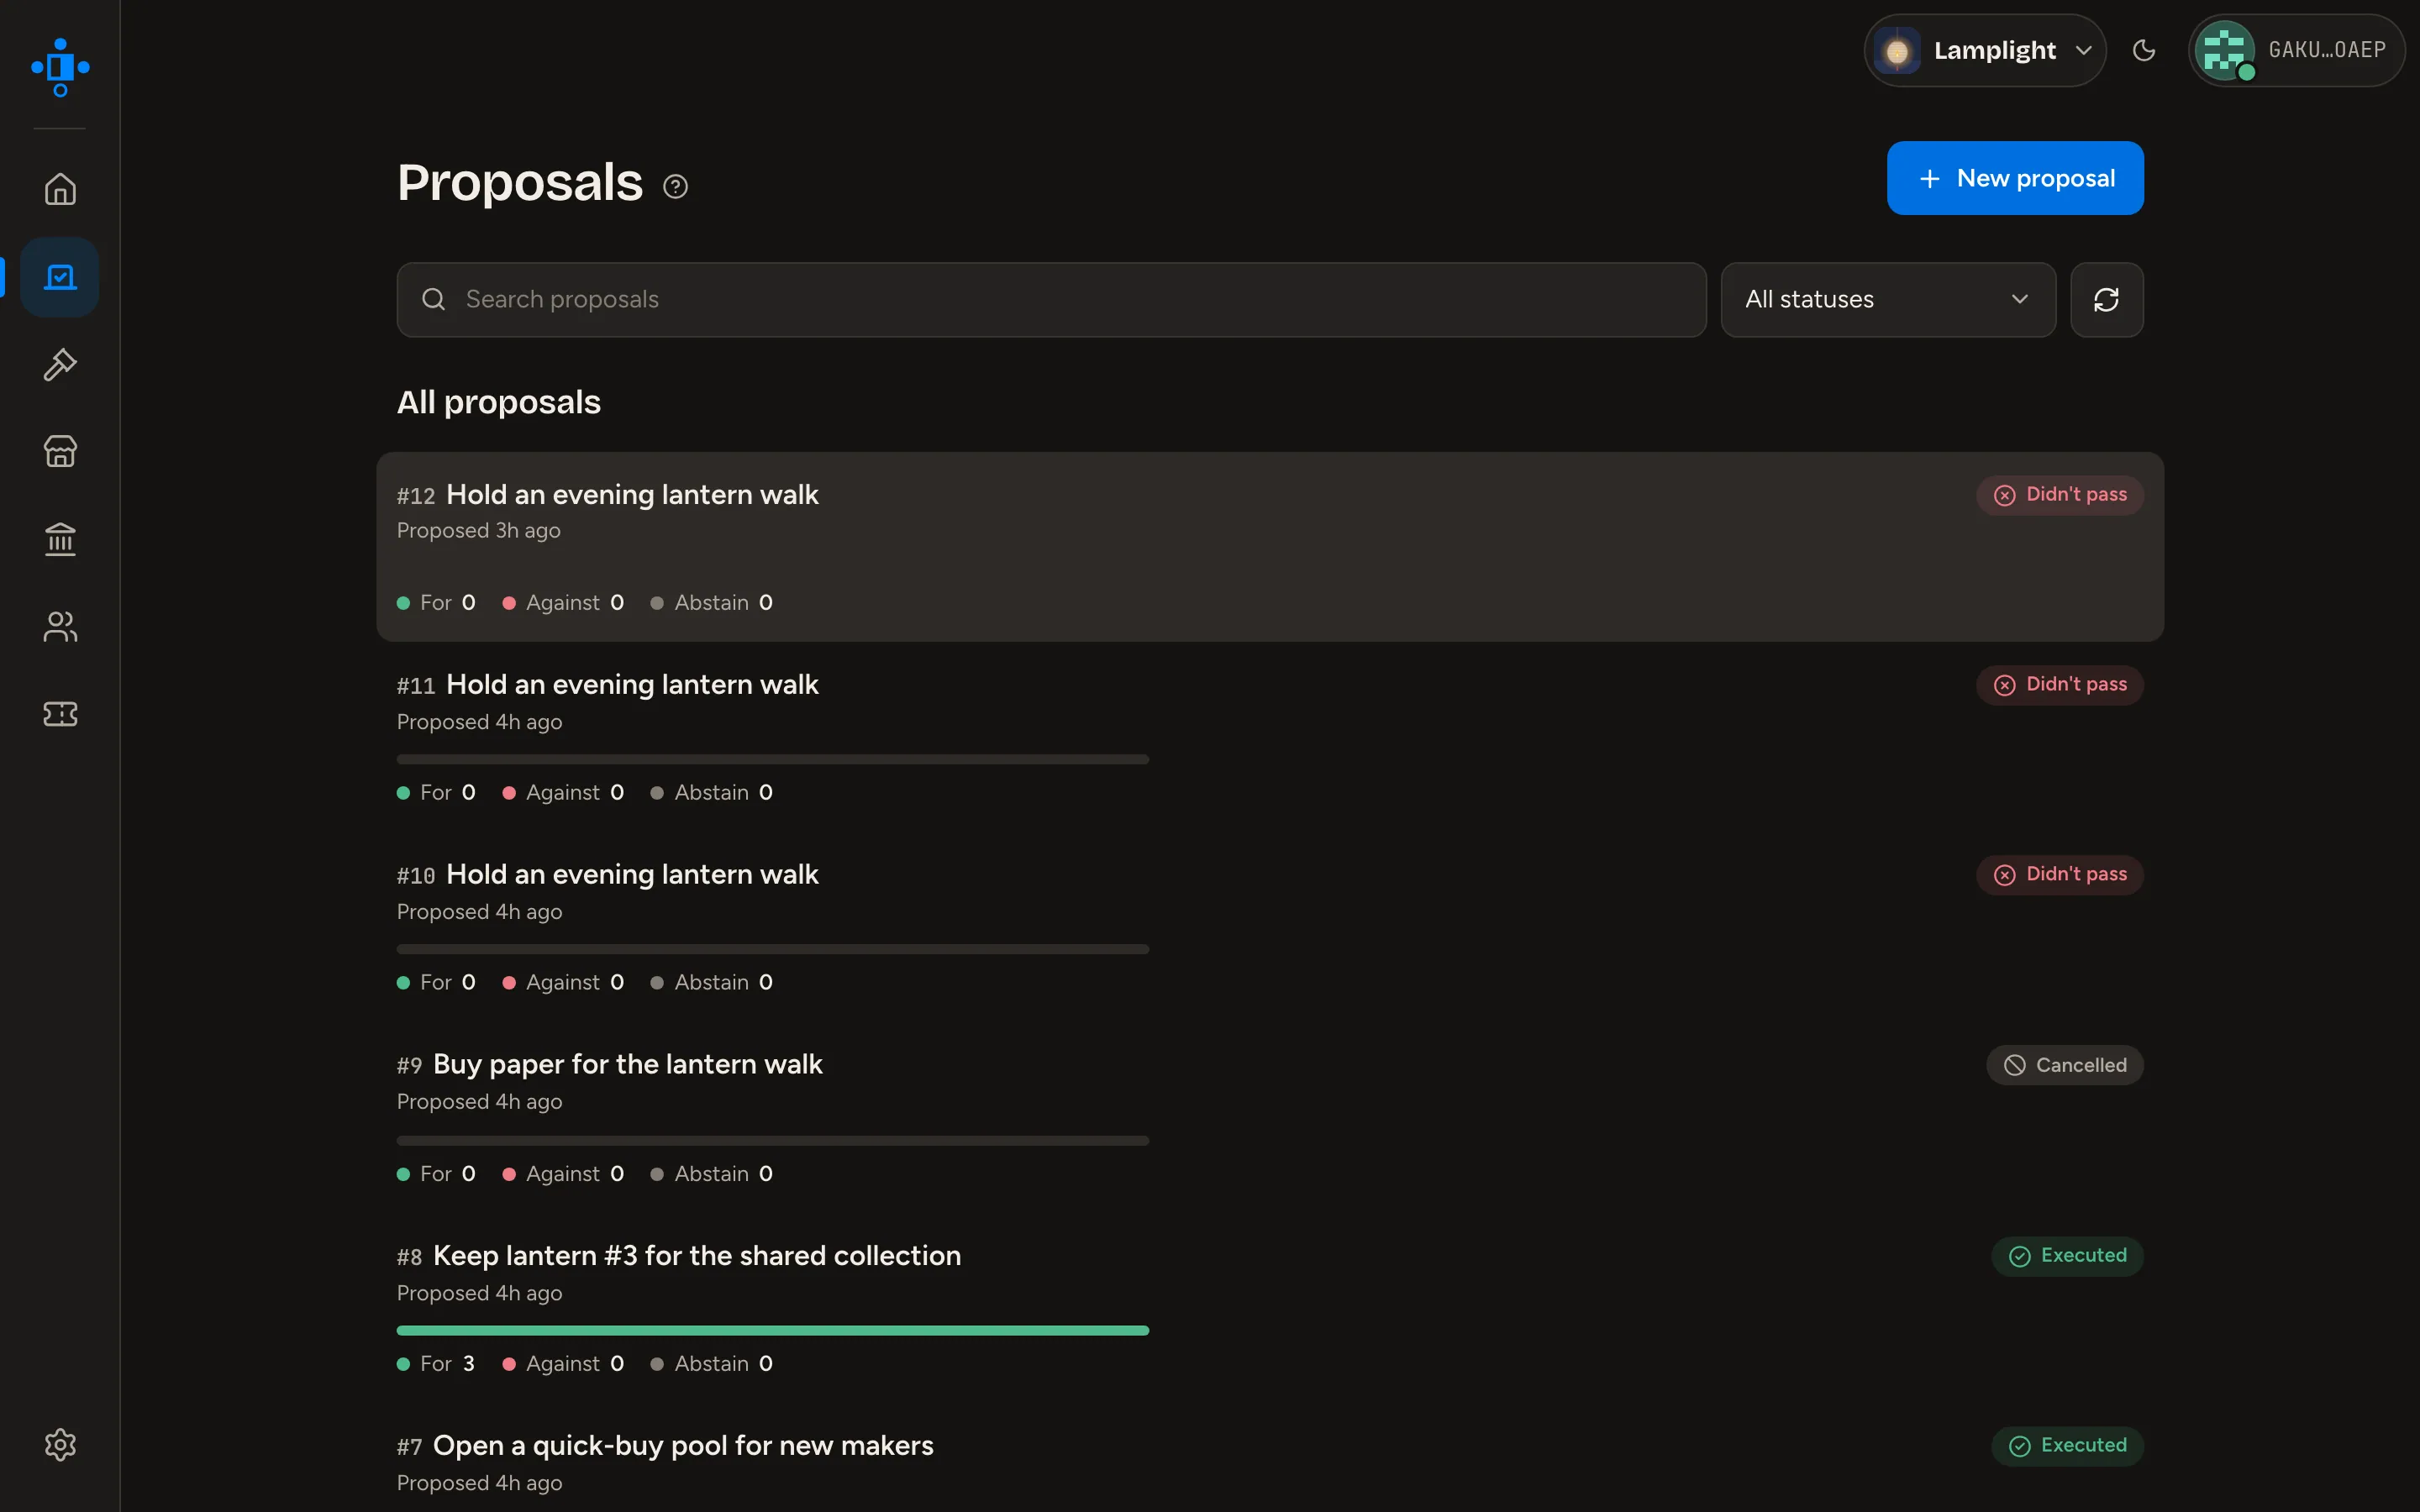 Lamplight
GAKU…OAEP
Proposals
New proposal
Search proposals
All statuses
All proposals
#12 Hold an evening lantern walk
Didn't pass
Proposed 3h ago
For 0 Against 0 Abstain 0
#11 Hold an evening lantern walk
Didn't pass
Proposed 4h ago
For 0 Against 0 Abstain 0
#10 Hold an evening lantern walk
Didn't pass
Proposed 4h ago
For 0 Against 0 Abstain 0
#9 Buy paper for the lantern walk
Cancelled
Proposed 4h ago
For 0 Against 0 Abstain 0
#8 Keep lantern #3 for the shared collection
Executed
Proposed 4h ago
For 3 Against 0 Abstain 0
#7 Open a quick-buy pool for new makers
Executed
Proposed 4h ago